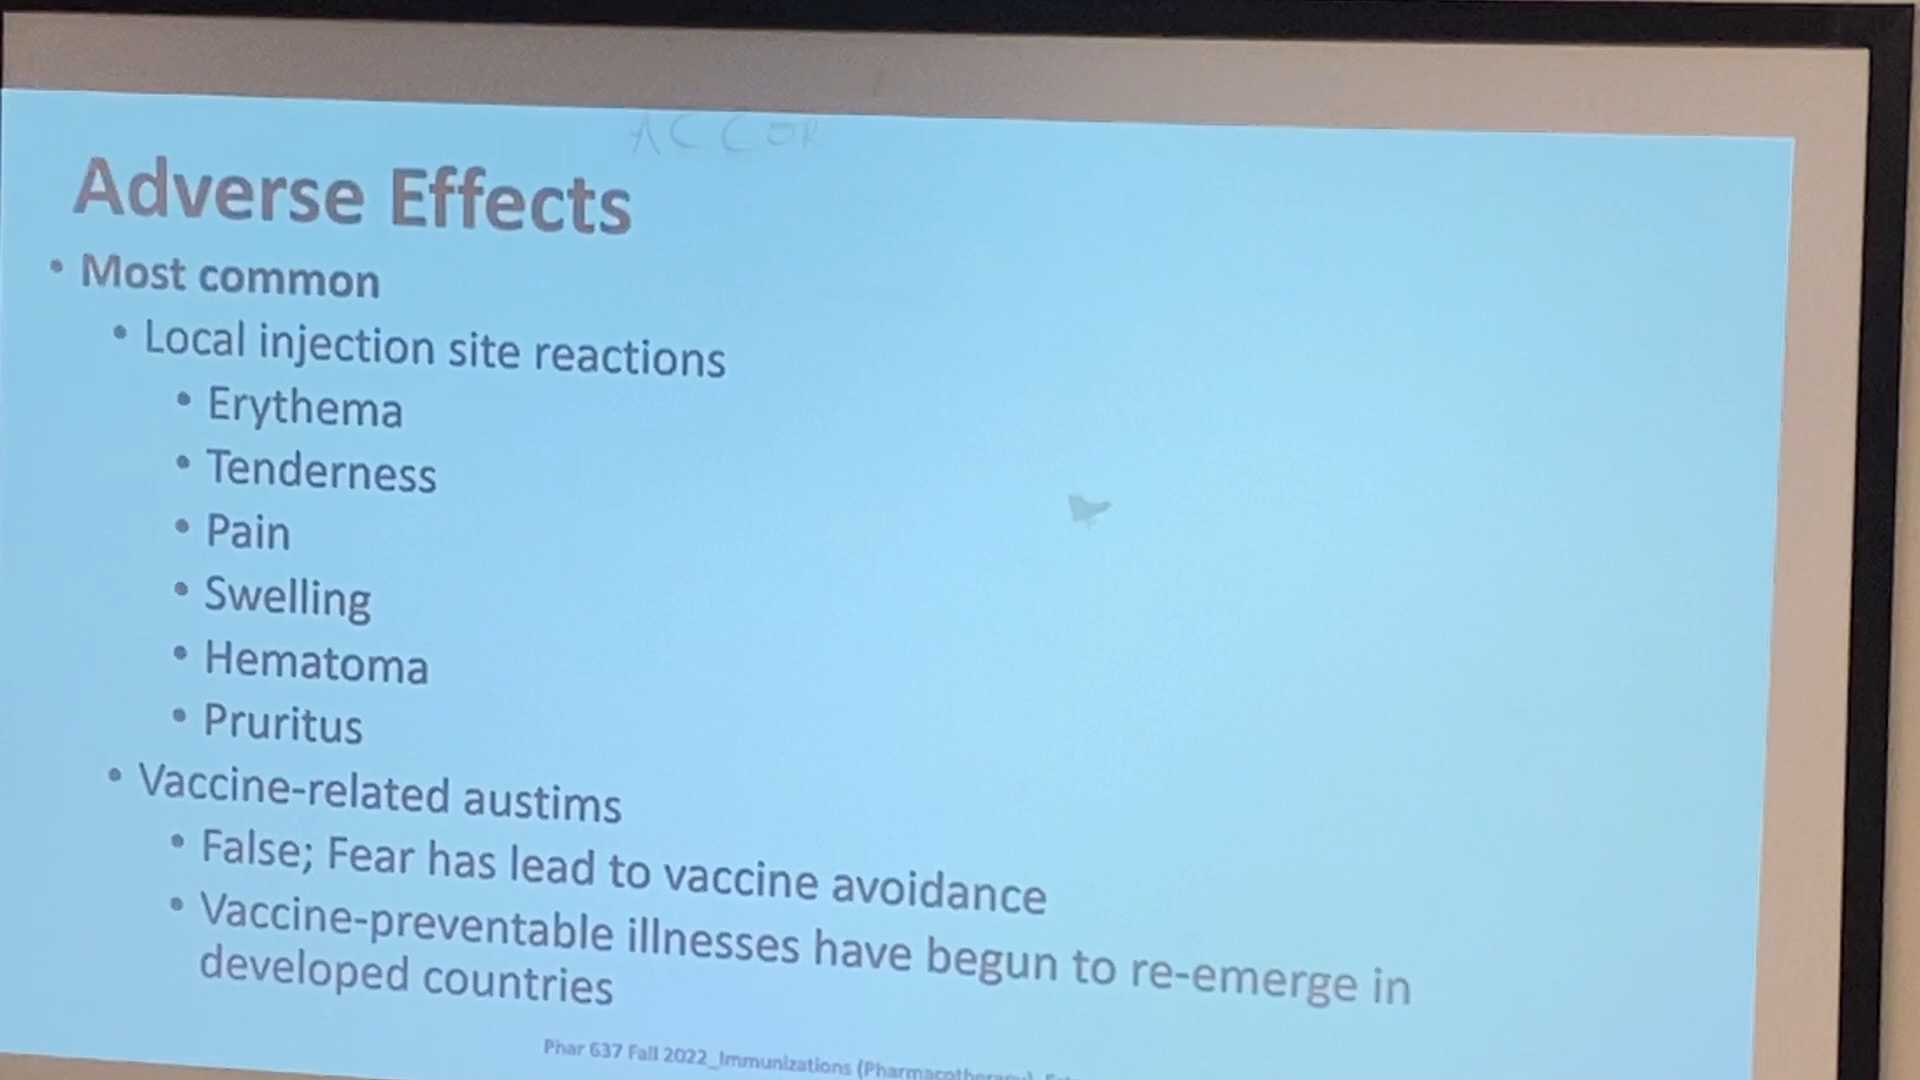 ACCOR
Adverse Effects
• Most common
• Local injection site reactions
• Erythema
• Tenderness
• Pain
• Swelling
• Hematoma
• Pruritus
• Vaccine-related austims
• False; Fear has lead to vaccine avoidance
• Vaccine-preventable illnesses have begun to re-emerge in
developed countries
Phar 637 Fall 2022_Immunizations (Pharmacotherapy)